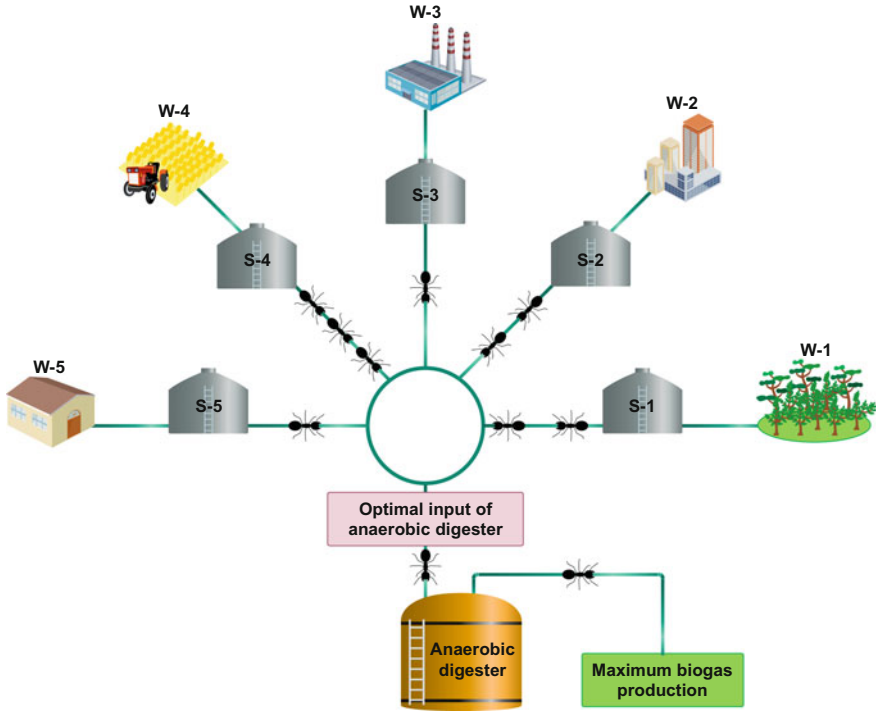 W-3
W-4
W-2
S-3
S-4
S-2
W-5
W-1
S-5
S-1
Optimal input of
anaerobic digester
Anaerobic
digester
Maximum biogas
production